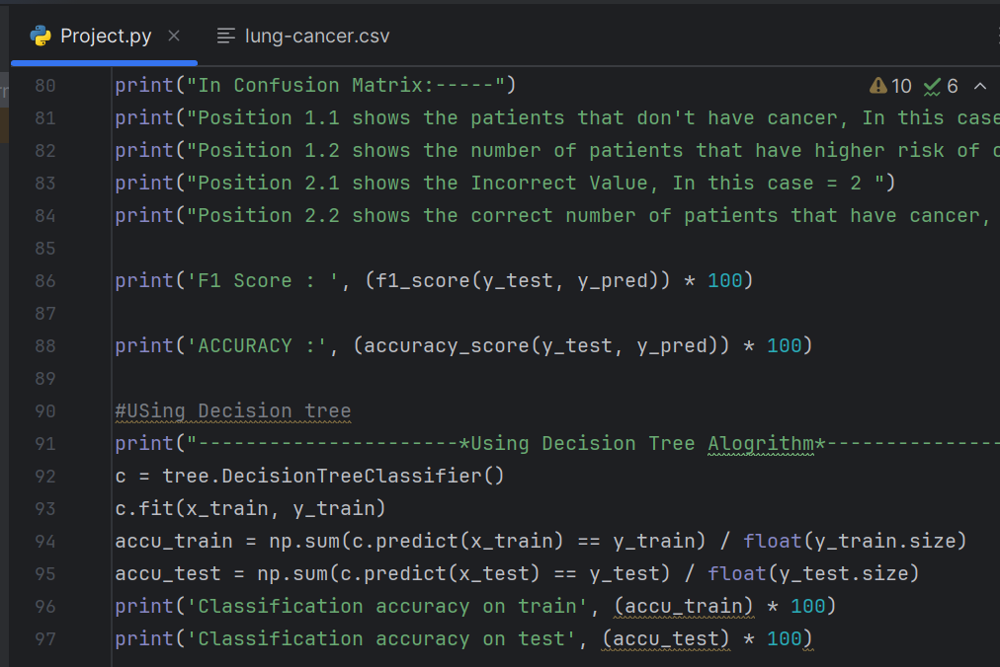 Project.py × lung-cancer.csv
80 print("In Confusion Matrix:-----") 10 6
81 print("Position 1.1 shows the patients that don't have cancer, In this case
82 print("Position 1.2 shows the number of patients that have higher risk of
83 print("Position 2.1 shows the Incorrect Value, In this case = 2 ")
84 print("Position 2.2 shows the correct number of patients that have cancer,
85
86 print('F1 Score : ', (f1_score(y_test, y_pred)) * 100)
87
88 print('ACCURACY :', (accuracy_score(y_test, y_pred)) * 100)
89
90 #USing Decision tree
91 print("----------------------*Using Decision Tree Alogrithm*---------------
92 c = tree.DecisionTreeClassifier()
93 c.fit(x_train, y_train)
94 accu_train = np.sum(c.predict(x_train) == y_train) / float(y_train.size)
95 accu_test = np.sum(c.predict(x_test) == y_test) / float(y_test.size)
96 print('Classification accuracy on train', (accu_train) * 100)
97 print('Classification accuracy on test', (accu_test) * 100)